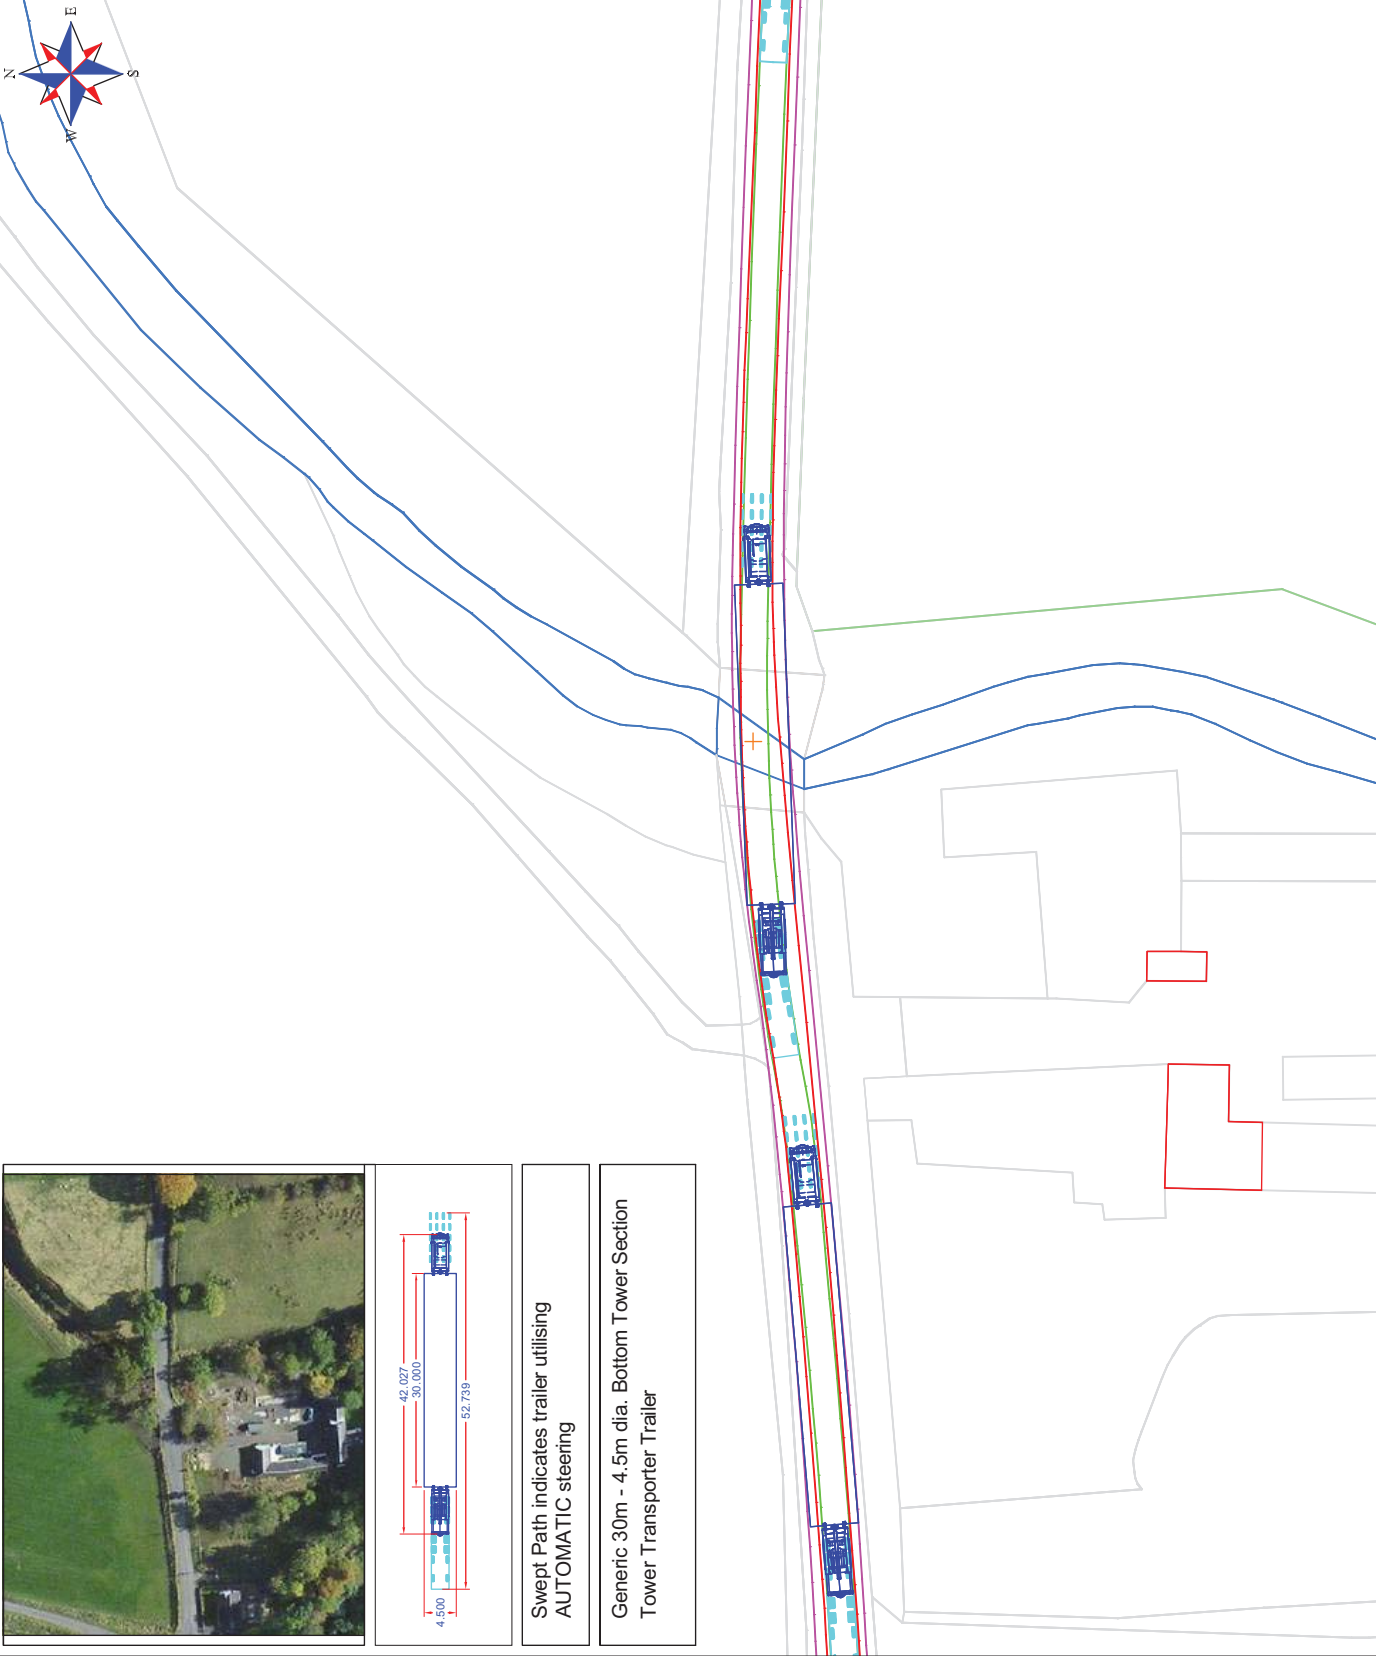 N
E
S
W
42.027
30.000
52.739
4.500
Swept Path indicates trailer utilising
AUTOMATIC steering
Generic 30m - 4.5m dia. Bottom Tower Section
Tower Transporter Trailer